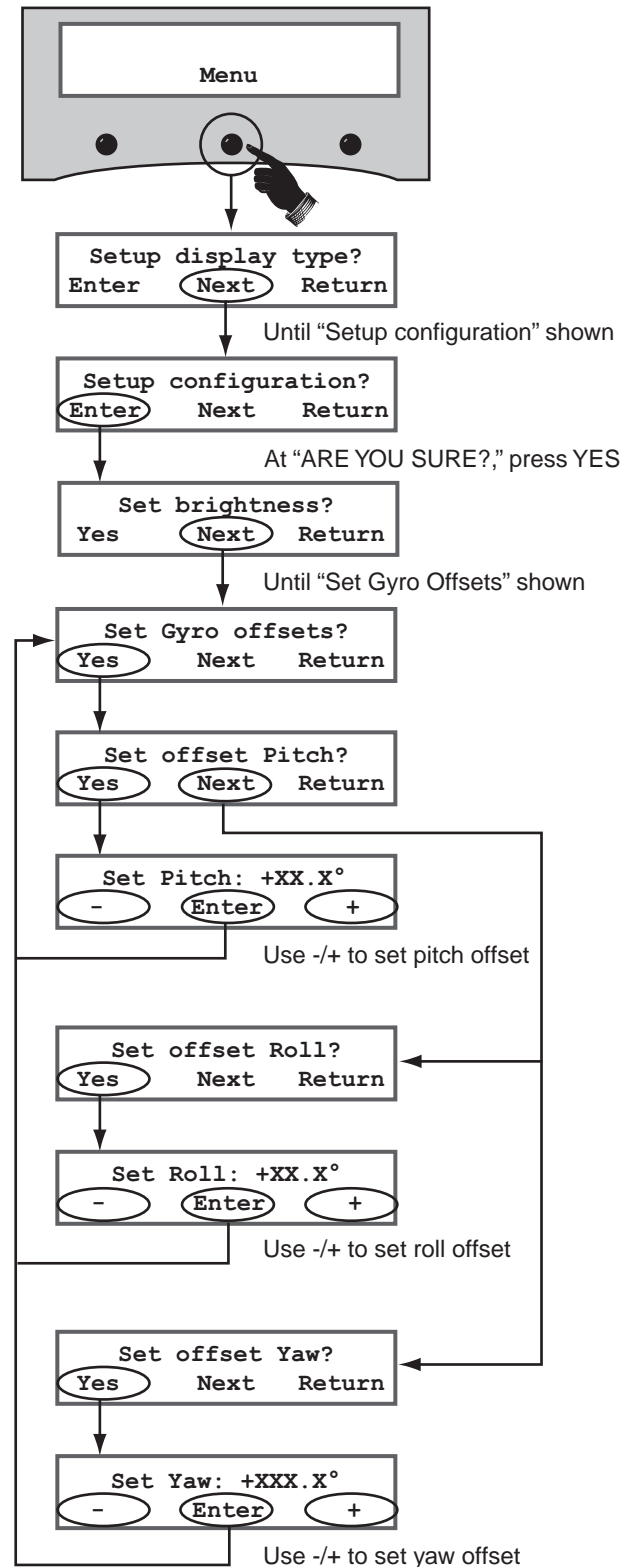 Menu
Setup display type?
Enter Next Return
Until “Setup configuration” shown
Setup configuration?
Enter Next Return
At “ARE YOU SURE?,” press YES
Set brightness?
Yes Next Return
Until “Set Gyro Offsets” shown
Set Gyro offsets?
Yes Next Return
Set offset Pitch?
Yes Next Return
Set Pitch: +XX.X°
- Enter +
Use -/+ to set pitch offset
Set offset Roll?
Yes Next Return
Set Roll: +XX.X°
- Enter +
Use -/+ to set roll offset
Set offset Yaw?
Yes Next Return
Set Yaw: +XXX.X°
- Enter +
Use -/+ to set yaw offset